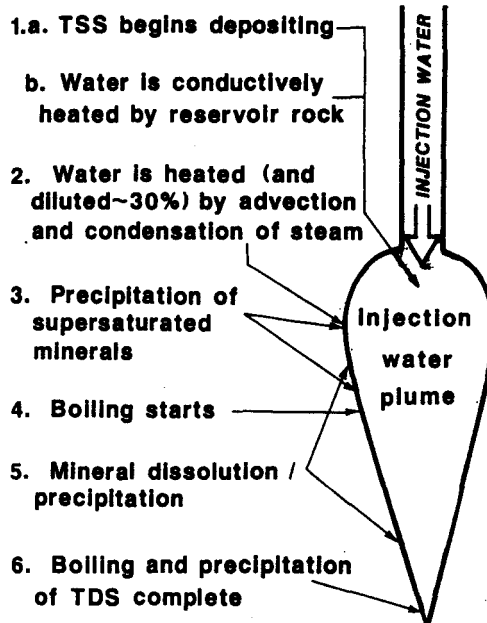 1.a. TSS begins depositing
b. Water is conductively
heated by reservoir rock
2. Water is heated (and
diluted~30%) by advection
and condensation of steam
3. Precipitation of
supersaturated
minerals
4. Boiling starts
5. Mineral dissolution /
precipitation
6. Boiling and precipitation
of TDS complete
INJECTION WATER
Injection
water
plume